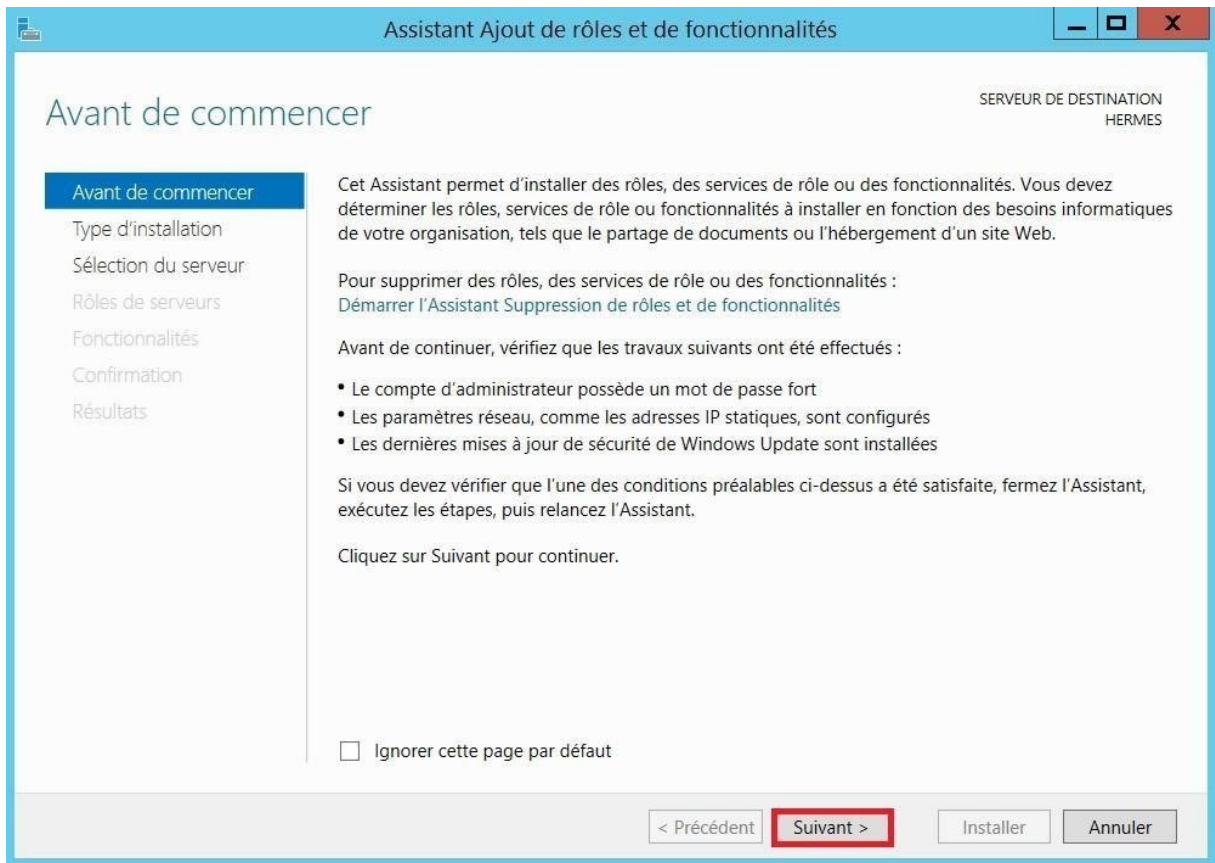 Assistant Ajout de rôles et de fonctionnalités
Avant de commencer
SERVEUR DE DESTINATION
HERMES
Avant de commencer
Type d'installation
Sélection du serveur
Rôles de serveurs
Fonctionnalités
Confirmation
Résultats
Cet Assistant permet d'installer des rôles, des services de rôle ou des fonctionnalités. Vous devez
déterminer les rôles, services de rôle ou fonctionnalités à installer en fonction des besoins informatiques
de votre organisation, tels que le partage de documents ou l'hébergement d'un site Web.
Pour supprimer des rôles, des services de rôle ou des fonctionnalités :
Démarrer l'Assistant Suppression de rôles et de fonctionnalités
Avant de continuer, vérifiez que les travaux suivants ont été effectués :
• Le compte d'administrateur possède un mot de passe fort
• Les paramètres réseau, comme les adresses IP statiques, sont configurés
• Les dernières mises à jour de sécurité de Windows Update sont installées
Si vous devez vérifier que l'une des conditions préalables ci-dessus a été satisfaite, fermez l'Assistant,
exécutez les étapes, puis relancez l'Assistant.
Cliquez sur Suivant pour continuer.
Ignorer cette page par défaut
< Précédent
Suivant >
Installer
Annuler